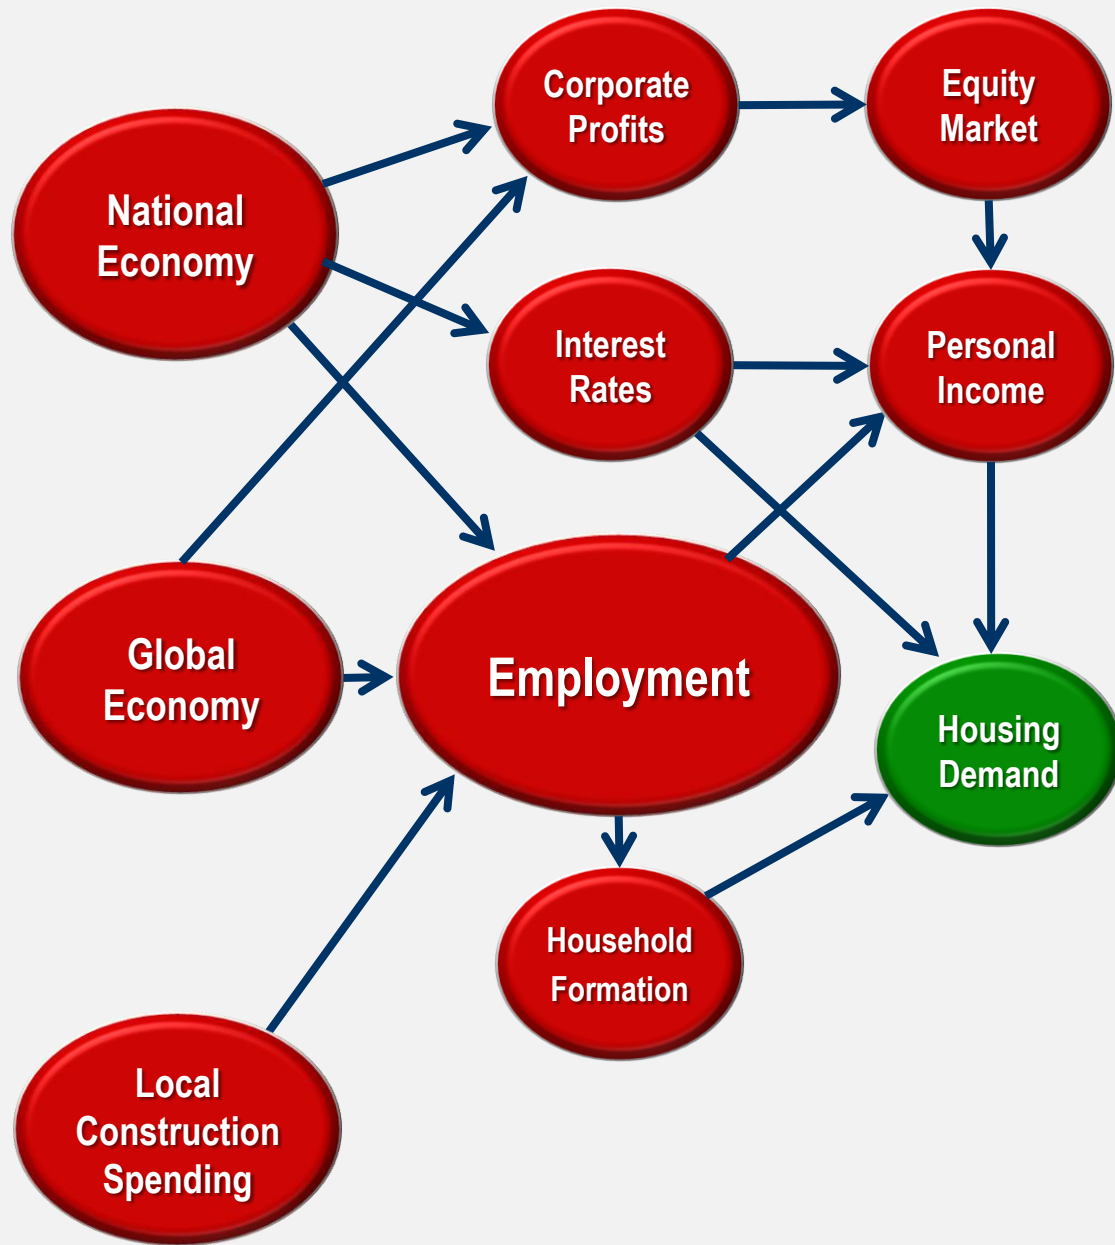 Corporate
Profits
Equity
Market
National
Economy
Interest
Rates
Personal
Income
Global
Economy
Employment
Housing
Demand
Household
Formation
Local
Construction
Spending